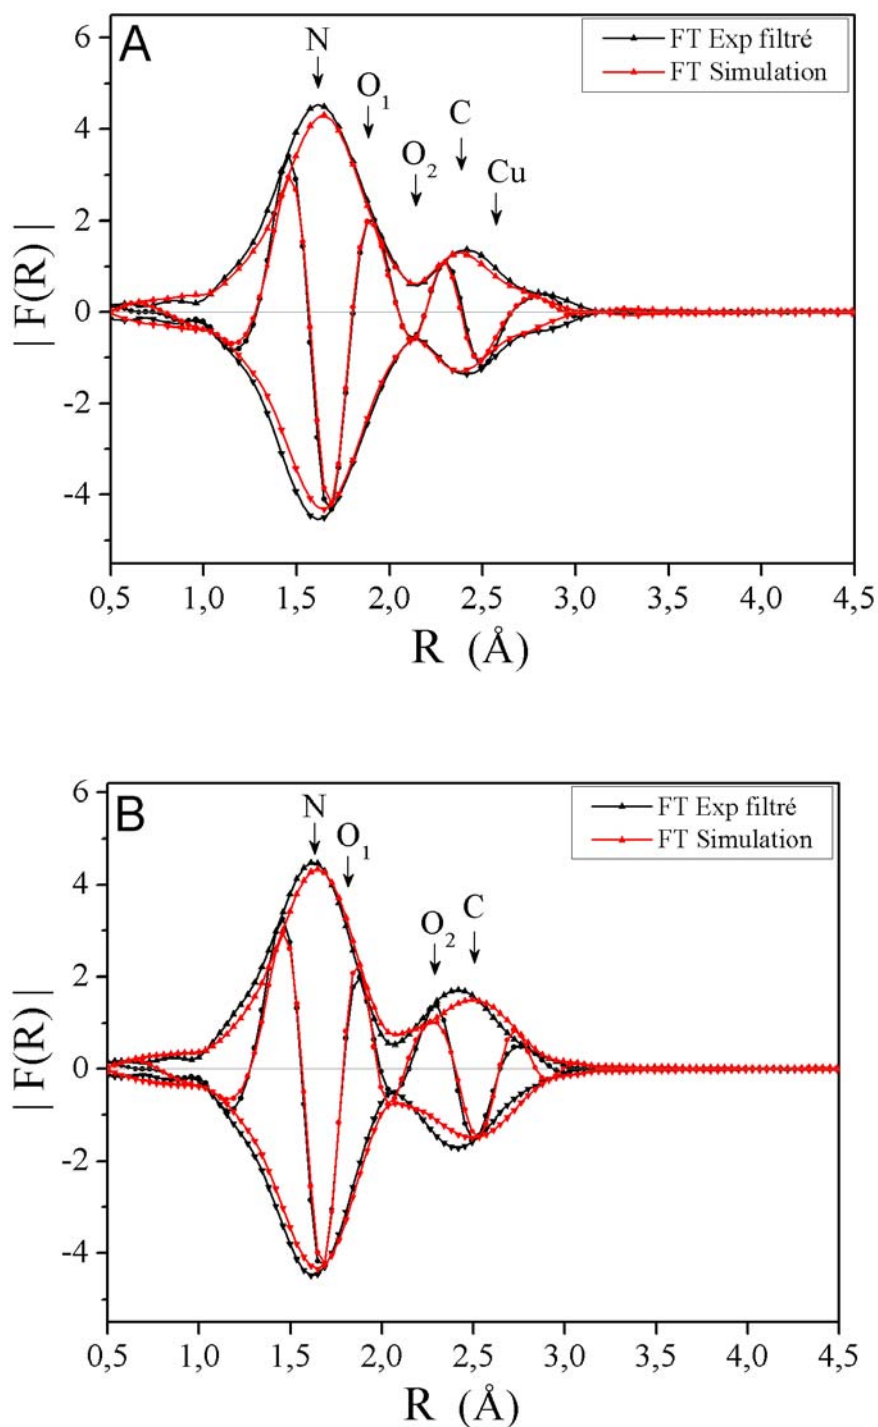 A
N
O1
O2
C
Cu
FT Exp filtré
FT Simulation
6
4
2
0
-2
-4
| F(R) |
0,5 1,0 1,5 2,0 2,5 3,0 3,5 4,0 4,5
R (Å)
B
N
O1
O2
C
FT Exp filtré
FT Simulation
6
4
2
0
-2
-4
| F(R) |
0,5 1,0 1,5 2,0 2,5 3,0 3,5 4,0 4,5
R (Å)